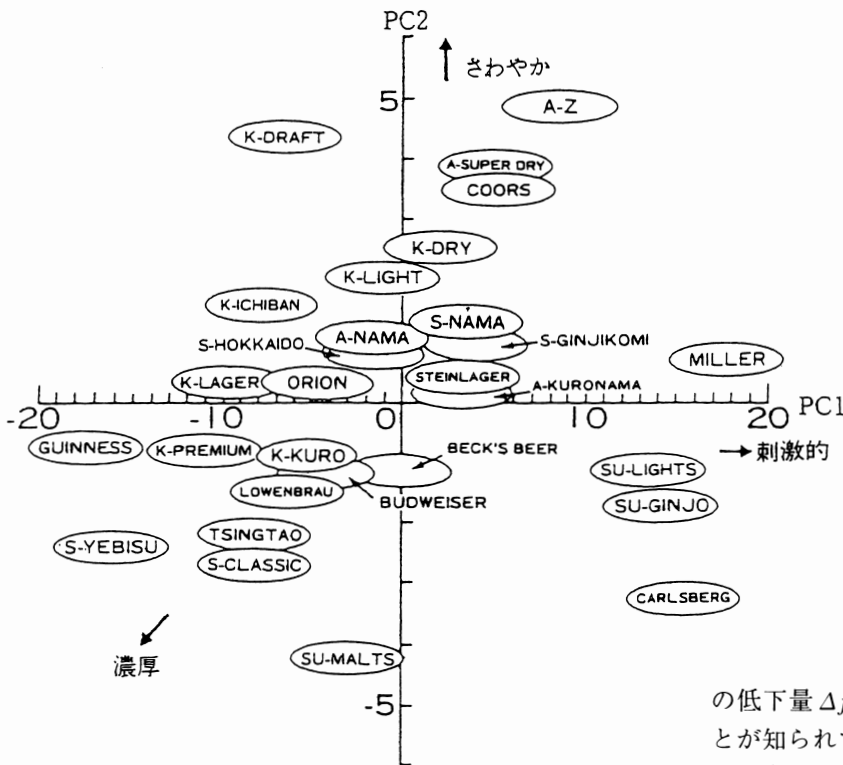 PC2
さわやか
5
A-Z
K-DRAFT
A-SUPER DRY
COORS
K-DRY
K-LIGHT
K-ICHIBAN
S-NAMA
A-NAMA
S-HOKKAIDO
S-GINJIKOMI
MILLER
STEINLAGER
K-LAGER
ORION
A-KURONAMA
-20
-10
0
10
20
PC1
刺激的
GUINNESS
K-PREMIUM
K-KURO
BECK'S BEER
SU-LIGHTS
LOWENBRAU
BUDWEISER
SU-GINJO
TSINGTAO
S-YEBISU
S-CLASSIC
CARLSBERG
濃厚
SU-MALTS
-5
の低下量 Δ
とが知られ